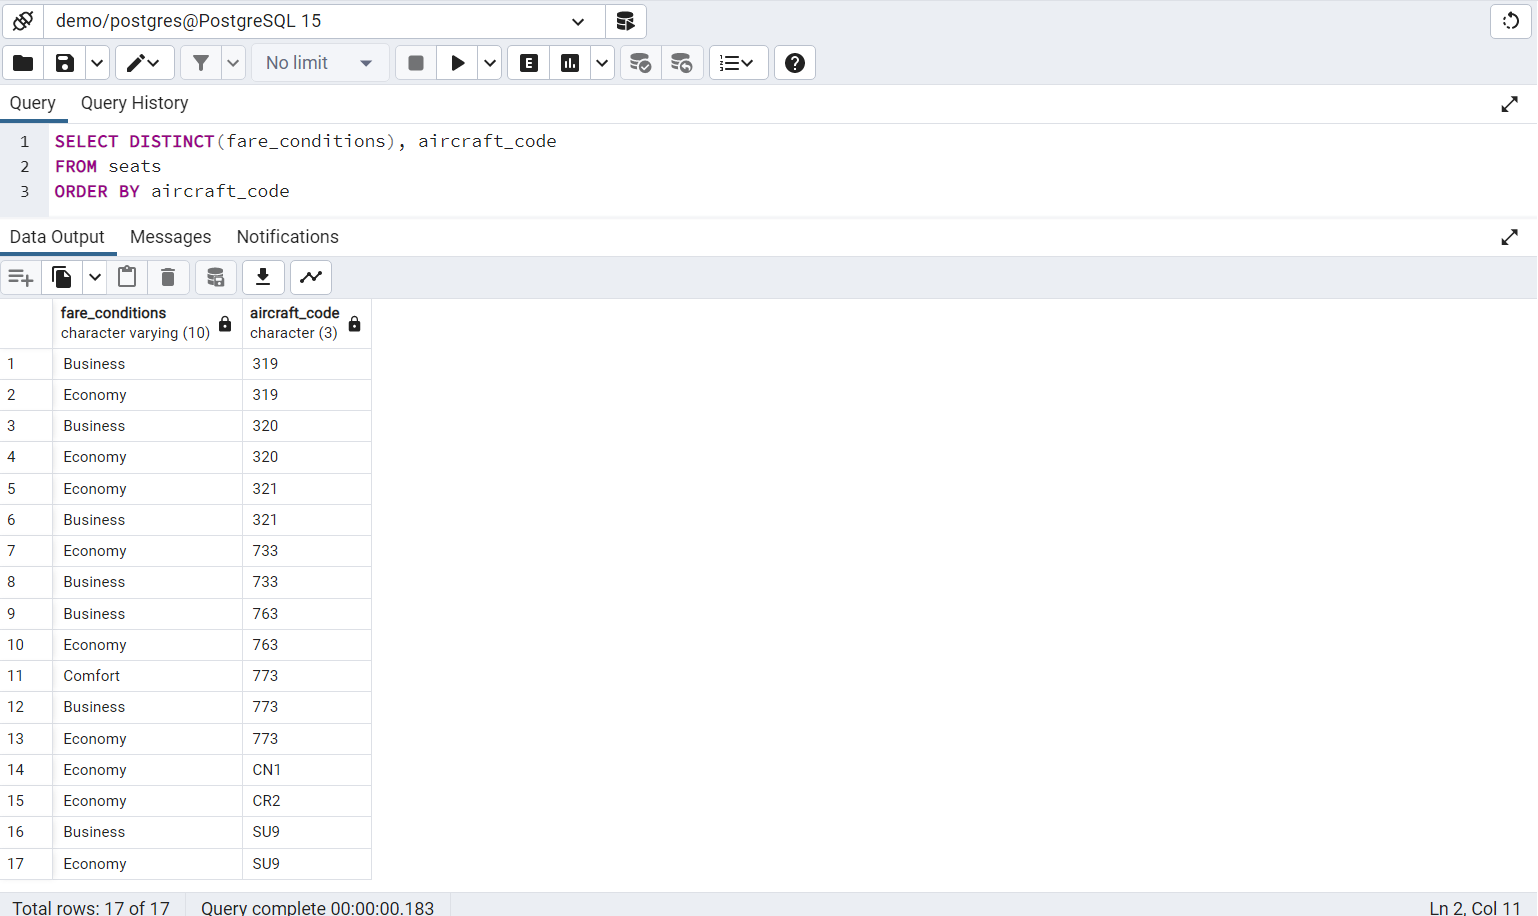 demo/postgres@PostgreSQL 15
No limit
E
Query Query History
1 SELECT DISTINCT(fare_conditions), aircraft_code
2 FROM seats
3 ORDER BY aircraft_code
Data Output Messages Notifications
fare_conditions aircraft_code
character varying (10) character (3)
1 Business 319
2 Economy 319
3 Business 320
4 Economy 320
5 Economy 321
6 Business 321
7 Economy 733
8 Business 733
9 Business 763
10 Economy 763
11 Comfort 773
12 Business 773
13 Economy 773
14 Economy CN1
15 Economy CR2
16 Business SU9
17 Economy SU9
Total rows: 17 of 17 Query complete 00:00:00.183 Ln 2, Col 11